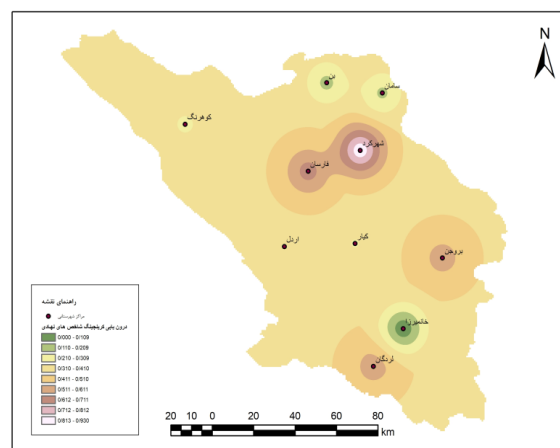 N
بن
سامان
کوهرنگ
شهرکرد
فارسان
اردل
کیار
بروجن
خانمیرزا
لردگان
راهنمای نقشه
مراکز شهرستانی
درون یابی کریجینگ شاخص های نهادی
0/000 - 0/109
0/110 - 0/209
0/210 - 0/309
0/310 - 0/410
0/411 - 0/510
0/511 - 0/611
0/612 - 0/711
0/712 - 0/812
0/813 - 0/930
20 10 0 20 40 60 80
km